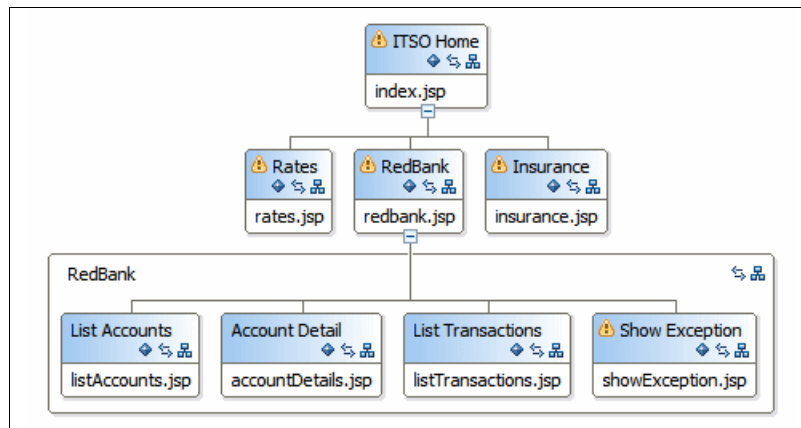 ITSO Home
index.jsp
Rates
rates.jsp
RedBank
redbank.jsp
Insurance
insurance.jsp
RedBank
List Accounts
listAccounts.jsp
Account Detail
accountDetails.jsp
List Transactions
listTransactions.jsp
Show Exception
showException.jsp